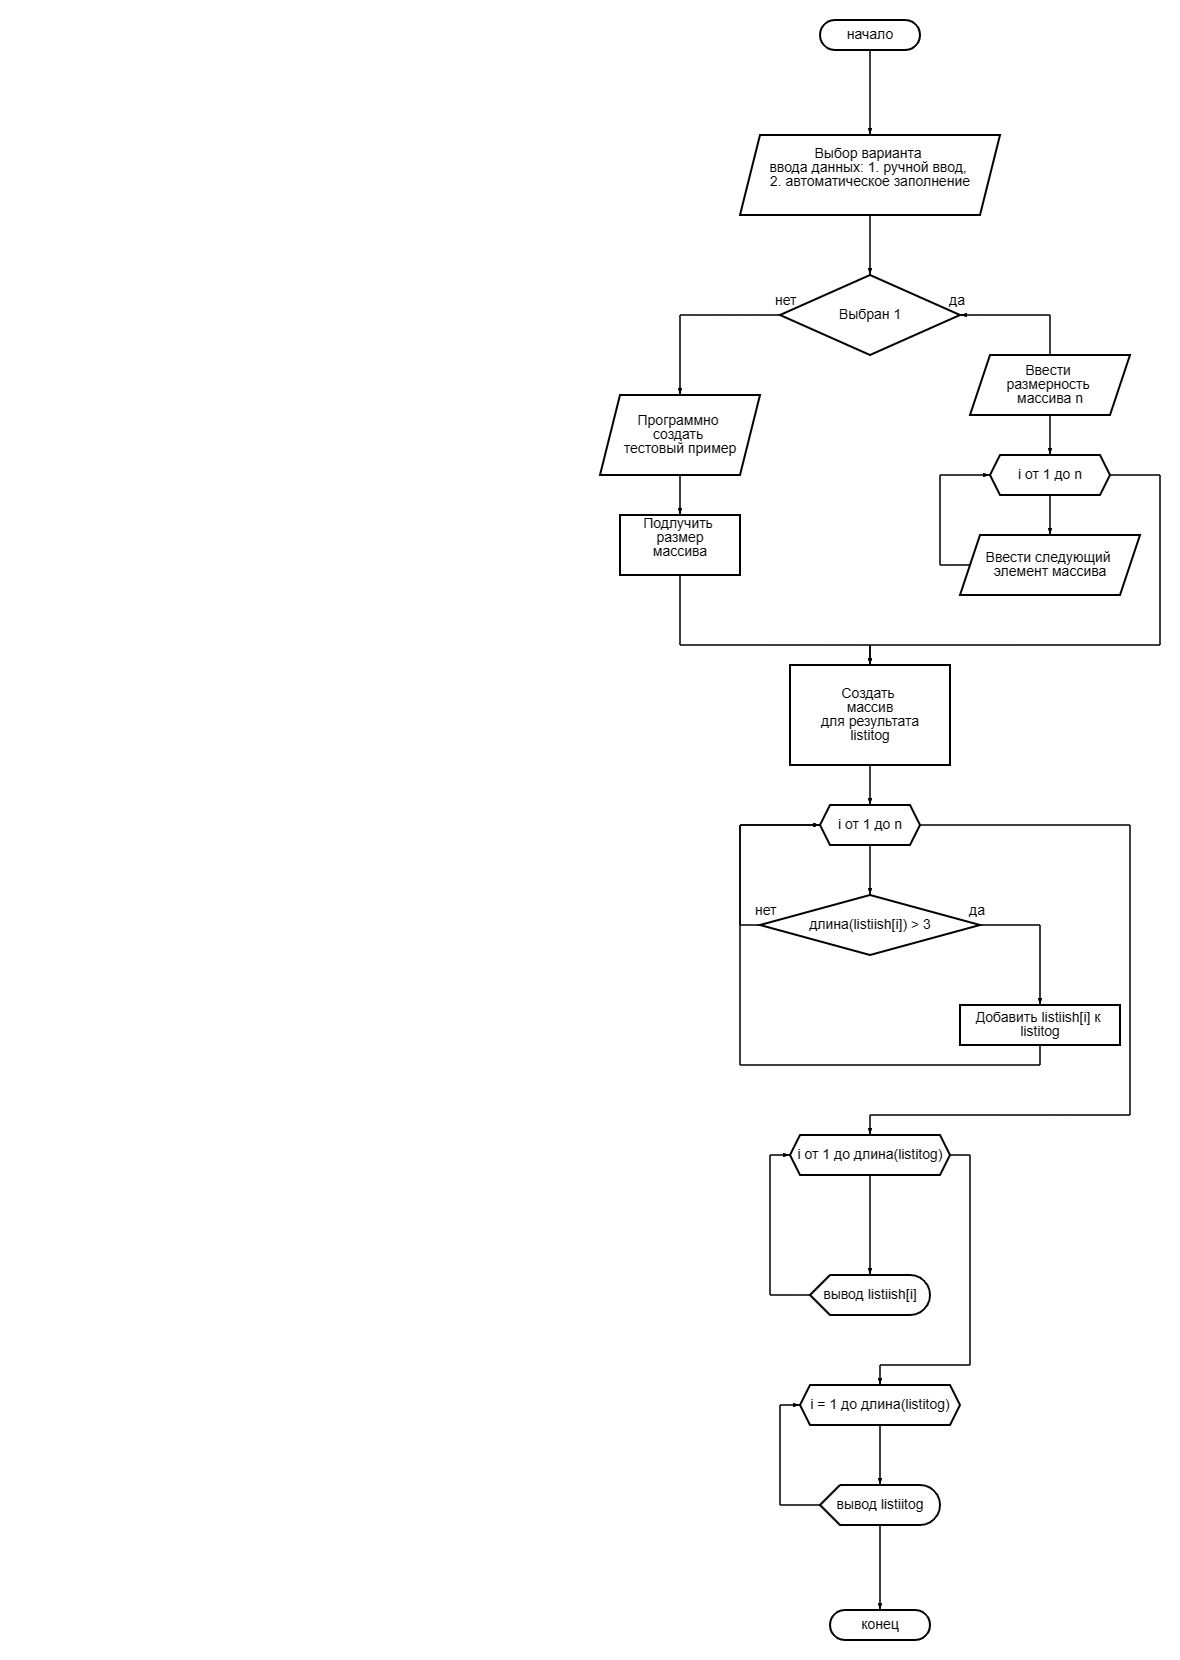 начало
Выбор варианта
ввода данных: 1. ручной ввод,
2. автоматическое заполнение
нет
да
Выбран 1
Программно
создать
тестовый пример
Подлучить
размер
массива
Ввести
размерность
массива n
i от 1 до n
Ввести следующий
элемент массива
Создать
массив
для результата
listitog
i от 1 до n
нет
да
длина(listiish[i]) > 3
Добавить listiish[i] к
listitog
i от 1 до длина(listitog)
вывод listiish[i]
i = 1 до длина(listitog)
вывод listiitog
конец